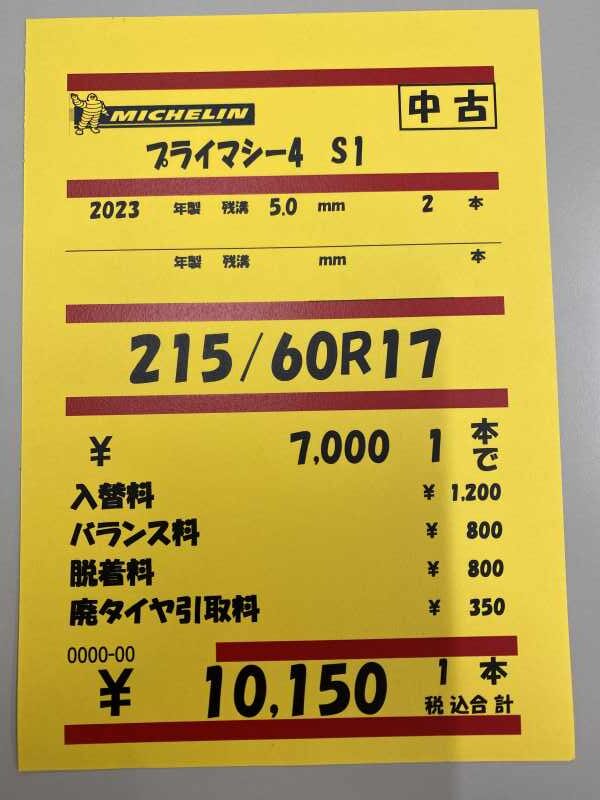 MICHELIN 中古
プライマシー4 S1
2023 年製 残溝 5.0 mm 2 本
年製 残溝 mm 本
215/60R17
¥ 7,000 1 本で
入替料 ¥ 1,200
バランス料 ¥ 800
脱着料 ¥ 800
廃タイヤ引取料 ¥ 350
0000-00
¥ 10,150 1 本
税込合計